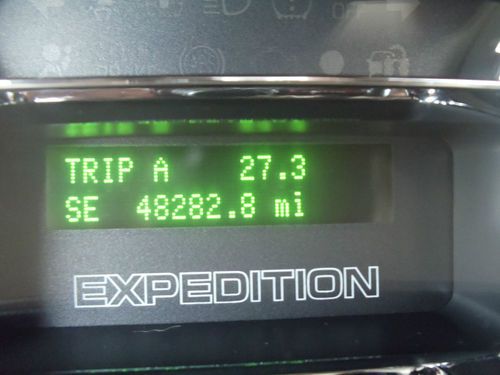 TRIP A 27.3
SE 48282.8 mi
EXPEDITION